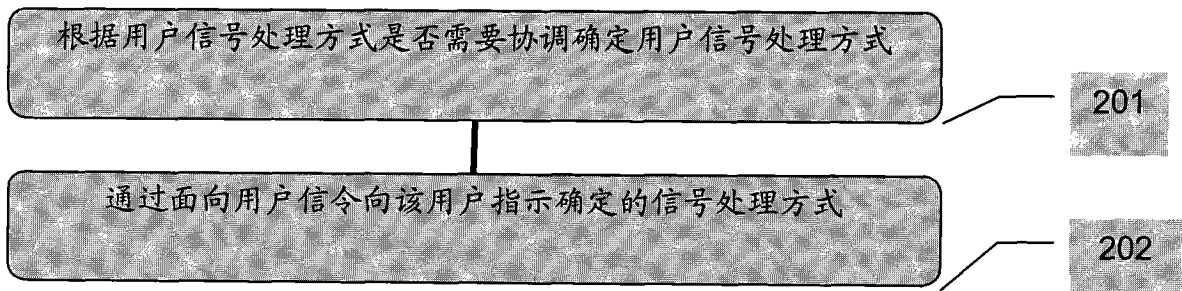 根据用户信号处理方式是否需要协调确定用户信号处理方式
201
通过面向用户信令向该用户指示确定的信号处理方式
202